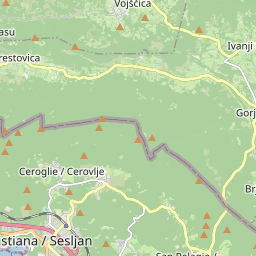 Vojščica
asu
Ivanji
restovica
Gorj
Ceroglie / Cerovlje
Br
stiana / Sesljan
San Pelagio /